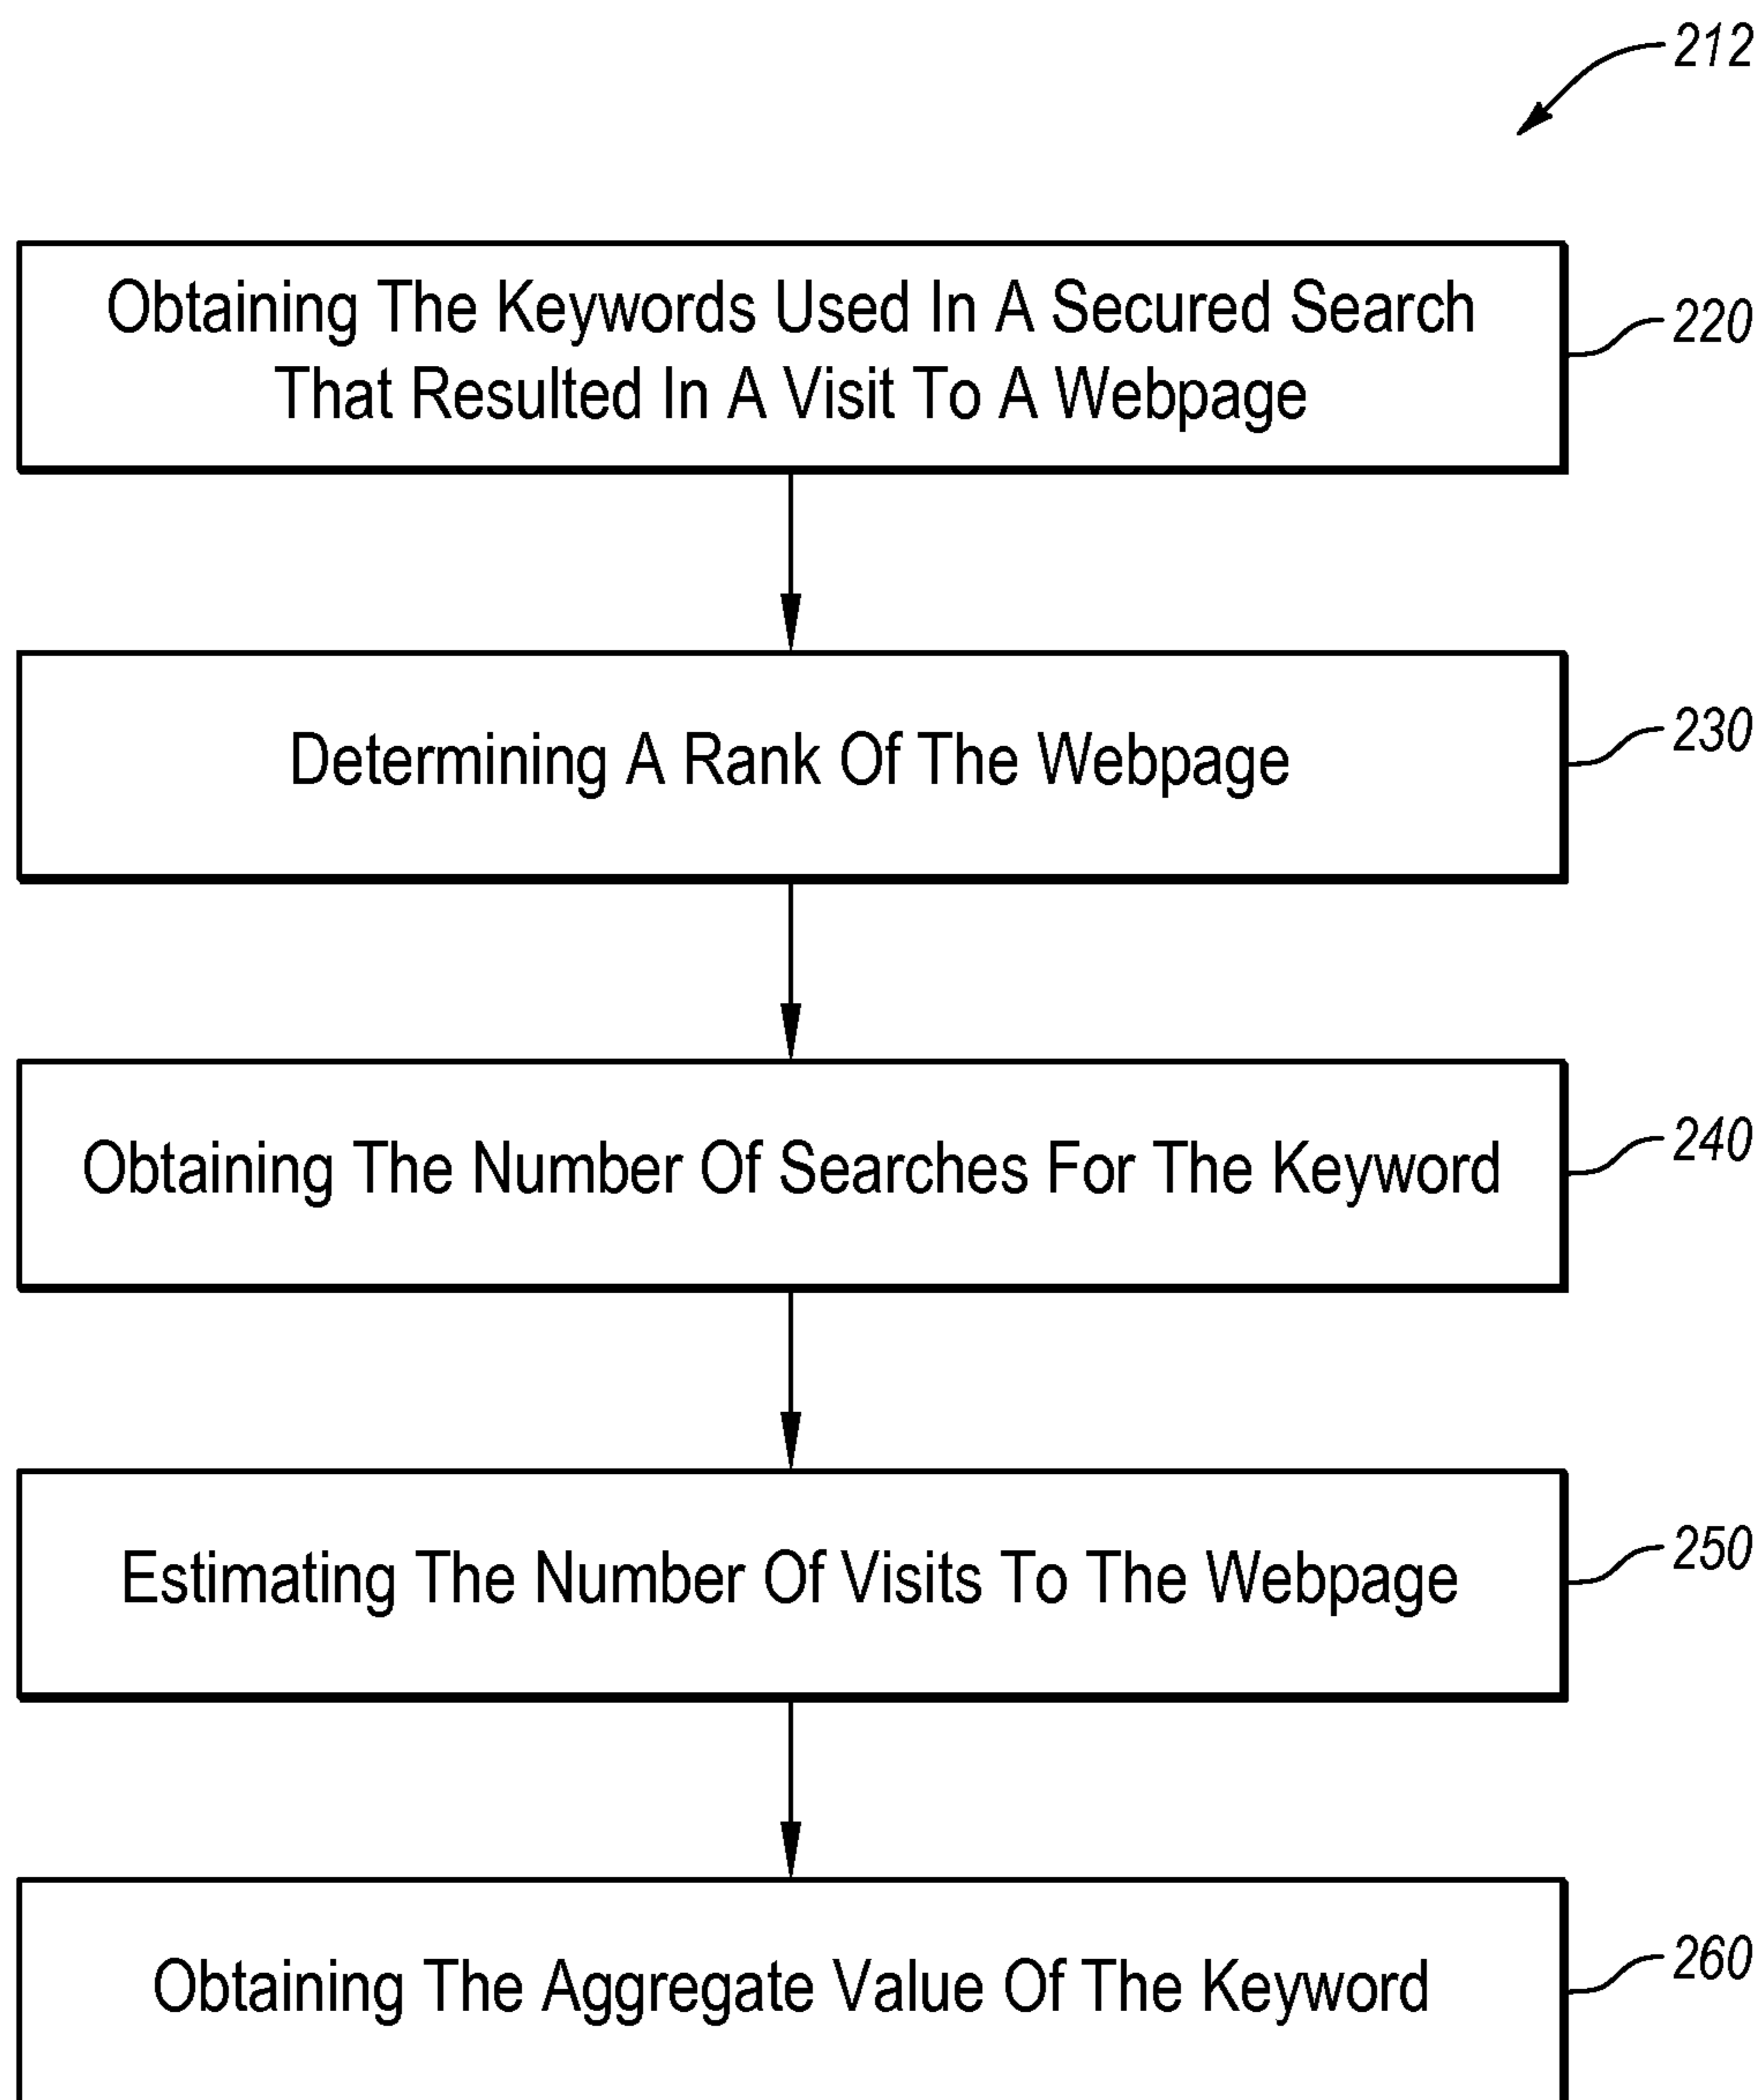 212
Obtaining The Keywords Used In A Secured Search
That Resulted In A Visit To A Webpage
220
Determining A Rank Of The Webpage
230
Obtaining The Number Of Searches For The Keyword
240
Estimating The Number Of Visits To The Webpage
250
Obtaining The Aggregate Value Of The Keyword
260